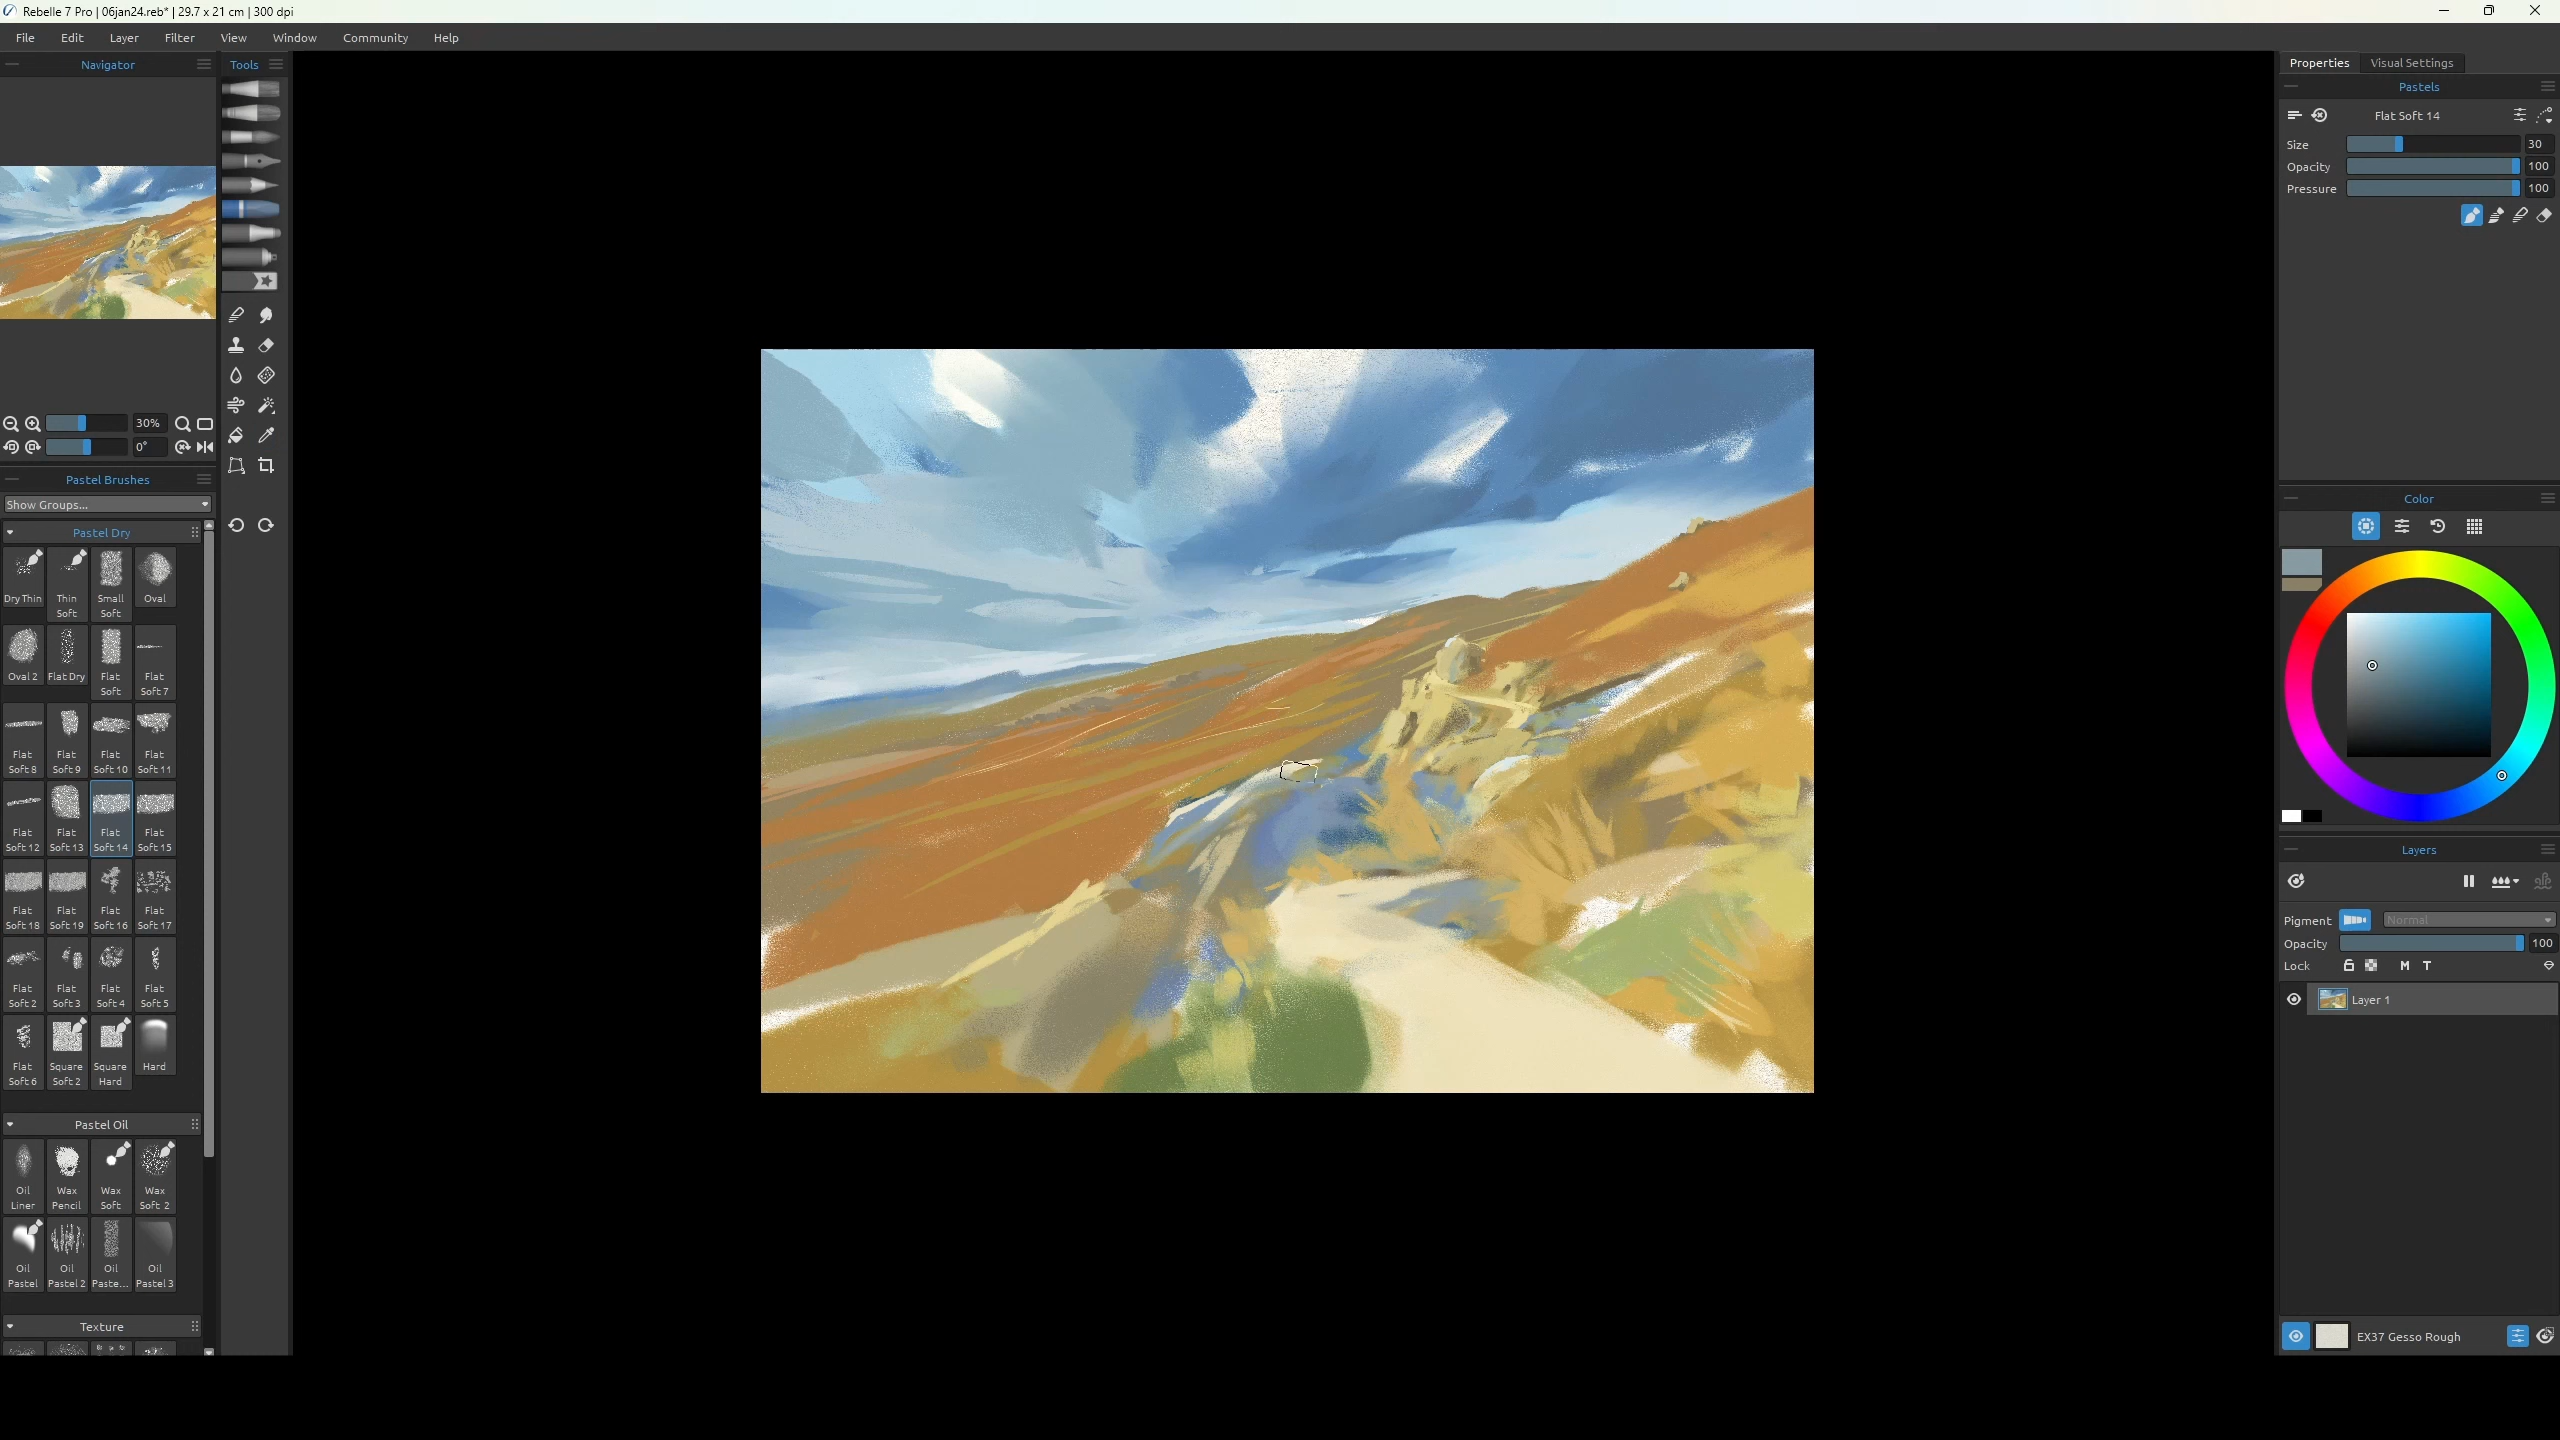 Rebelle 7 Pro | 06jan24.reb* | 29.7 x 21 cm | 300 dpi
File Edit Layer Filter View Window Community Help
Navigator
Tools
30%
0°
Pastel Brushes
Show Groups...
Pastel Dry
Dry Thin
Thin Soft
Small Soft
Oval
Oval 2
Flat Dry
Flat Soft
Flat Soft 7
Flat Soft 8
Flat Soft 9
Flat Soft 10
Flat Soft 11
Flat Soft 12
Flat Soft 13
Flat Soft 14
Flat Soft 15
Flat Soft 18
Flat Soft 19
Flat Soft 16
Flat Soft 17
Flat Soft 2
Flat Soft 3
Flat Soft 4
Flat Soft 5
Flat Soft 6
Square Soft 2
Square Hard
Hard
Pastel Oil
Oil Liner
Wax Pencil
Wax Soft
Wax Soft 2
Oil Pastel
Oil Pastel 2
Oil Paste...
Oil Pastel 3
Texture
Properties Visual Settings
Pastels
Flat Soft 14
Size 30
Opacity 100
Pressure 100
Color
Layers
Pigment Normal
Opacity 100
Lock M T
Layer 1
EX37 Gesso Rough